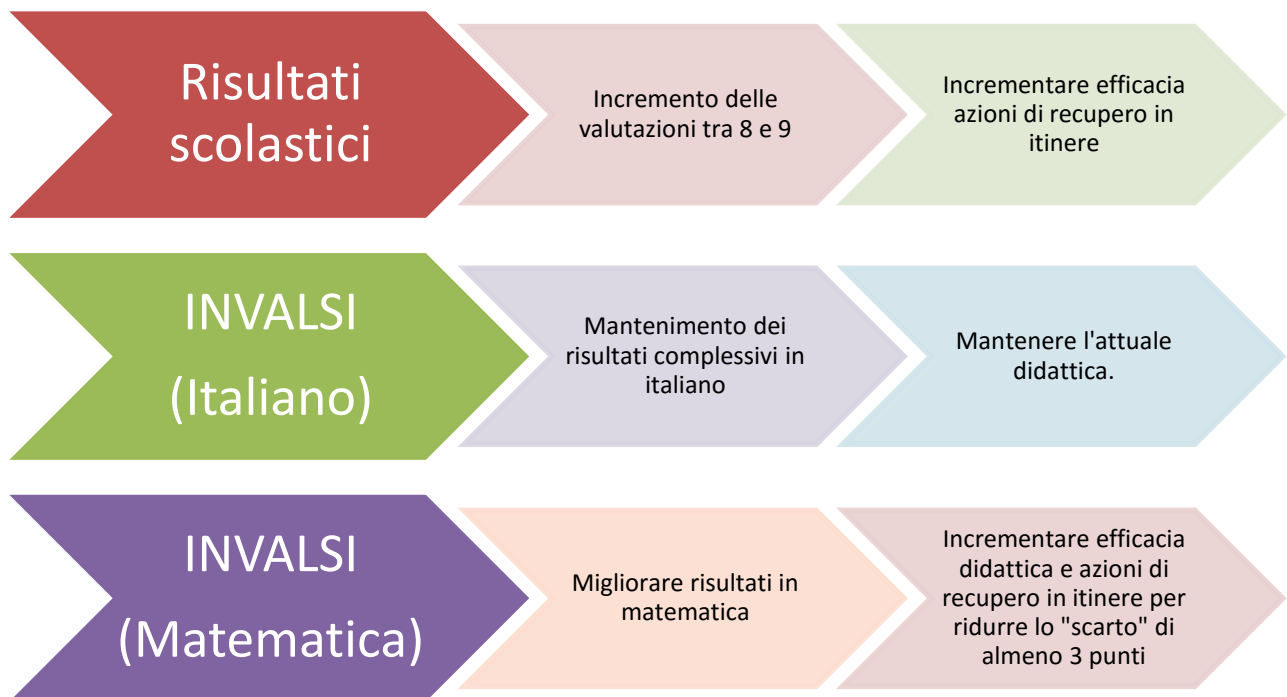 Risultati
scolastici
Incremento delle
valutazioni tra 8 e 9
Incrementare efficacia
azioni di recupero in
itinere
INVALSI
(Italiano)
Mantenimento dei
risultati complessivi in
italiano
Mantenere l'attuale
didattica.
INVALSI
(Matematica)
Migliorare risultati in
matematica
Incrementare efficacia
didattica e azioni di
recupero in itinere per
ridurre lo "scarto" di
almeno 3 punti